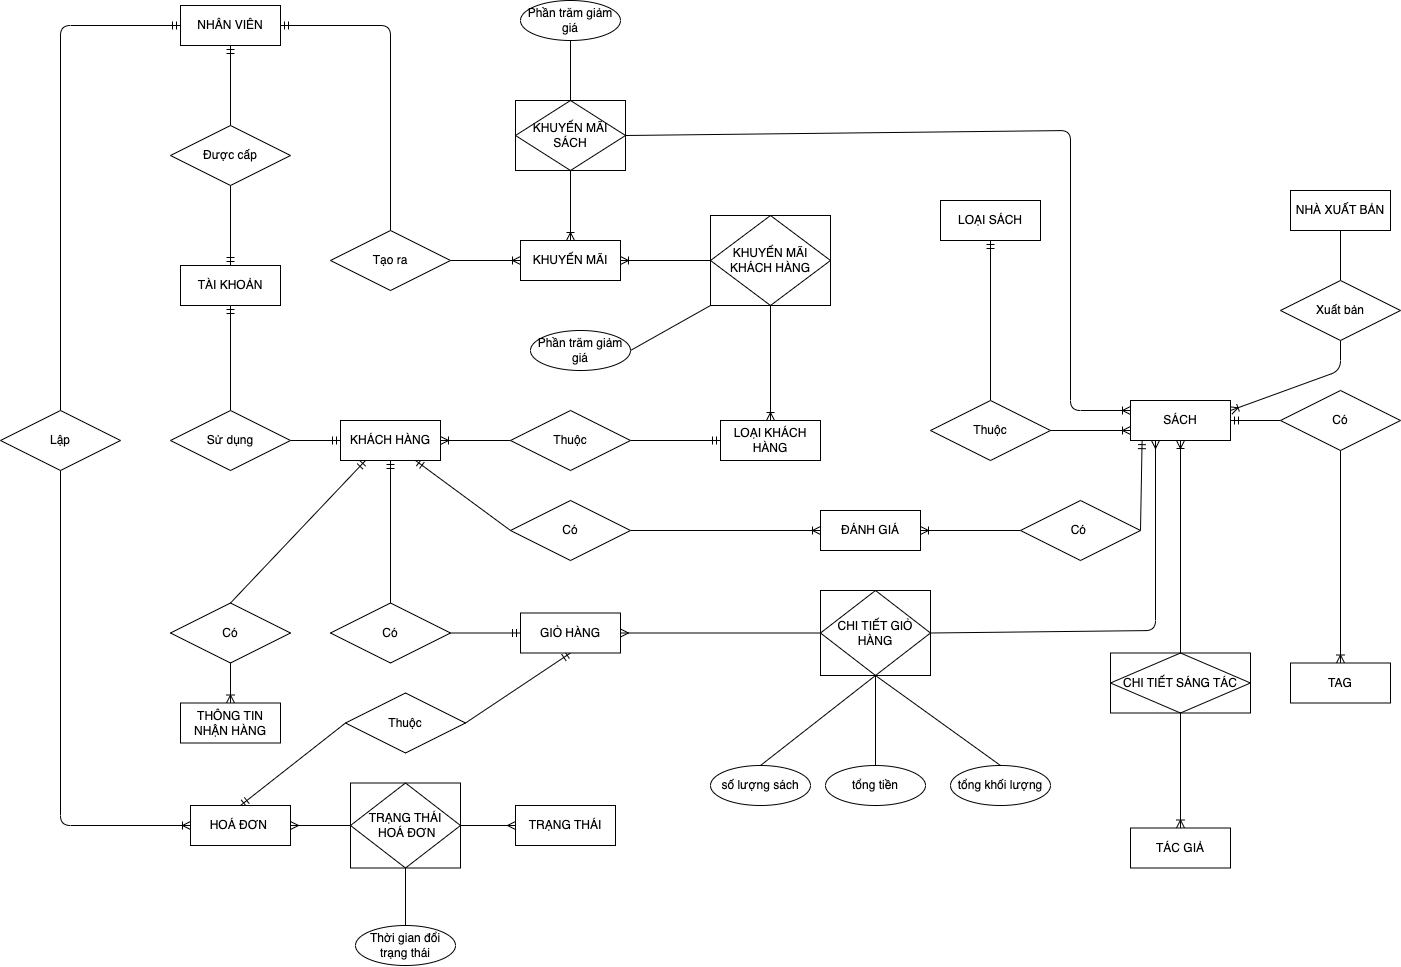 NHÂN VIÊN
Phần trăm giảm
giá
KHUYẾN MÃI
SÁCH
Được cấp
NHÀ XUẤT BẢN
LOẠI SÁCH
Tạo ra
KHUYẾN MÃI
KHUYẾN MÃI
KHÁCH HÀNG
TÀI KHOẢN
Xuất bản
Phần trăm giảm
giá
SÁCH
Có
Lập
Sử dụng
KHÁCH HÀNG
Thuộc
LOẠI KHÁCH
HÀNG
Thuộc
Có
ĐÁNH GIÁ
Có
Có
Có
GIỎ HÀNG
CHI TIẾT GIỎ
HÀNG
CHI TIẾT SÁNG TÁC
TAG
THÔNG TIN
NHẬN HÀNG
Thuộc
số lượng sách
tổng tiền
tổng khối lượng
HOÁ ĐƠN
TRẠNG THÁI
HOÁ ĐƠN
TRẠNG THÁI
TÁC GIẢ
Thời gian đổi
trạng thái